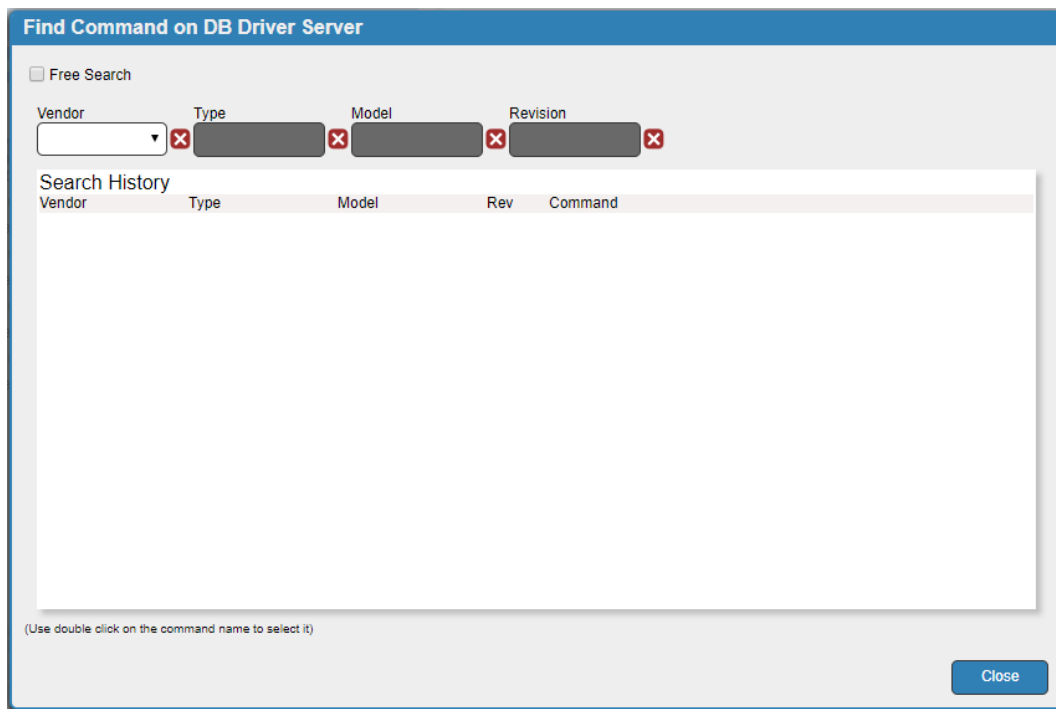 Find Command on DB Driver Server
Free Search
Vendor Type Model Revision
Search History
Vendor Type Model Rev Command
(Use double click on the command name to select it)
Close